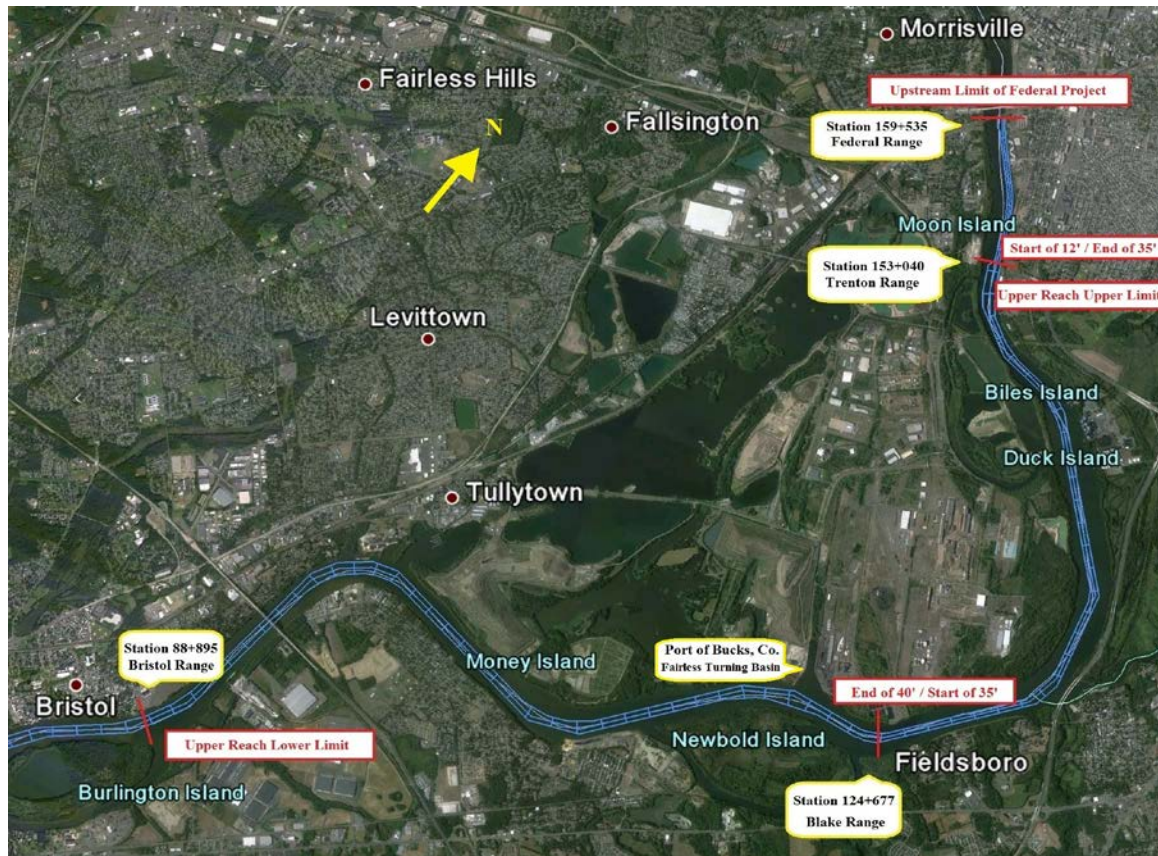 Morrisville
Fairless Hills
Upstream Limit of Federal Project
N
Fallsington
Station 159+535
Federal Range
Moon Island
Start of 12' / End of 35'
Station 153+040
Trenton Range
Upper Reach Upper Limit
Levittown
Biles Island
Duck Island
Tullytown
Station 88+895
Bristol Range
Money Island
Port of Bucks, Co.
Fairless Turning Basin
Bristol
End of 40' / Start of 35'
Upper Reach Lower Limit
Newbold Island
Fieldsboro
Burlington Island
Station 124+677
Blake Range